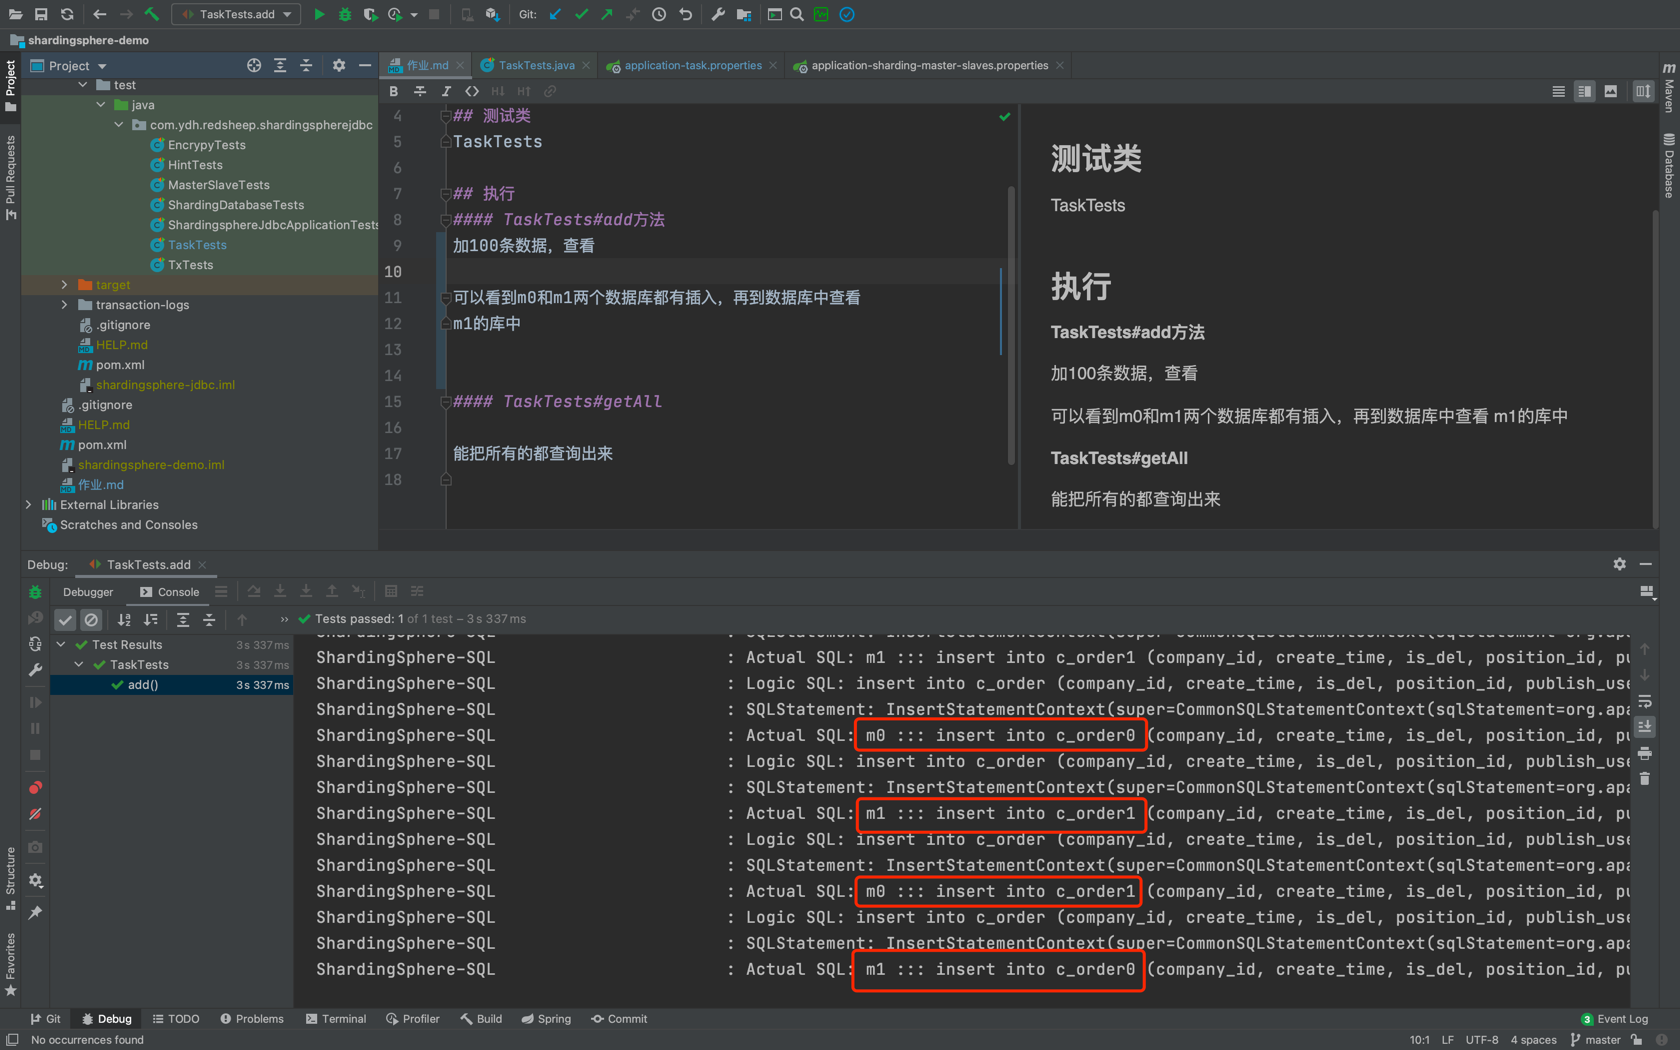 TaskTests.add
Git:
shardingsphere-demo
Project
作业.md
TaskTests.java
application-task.properties
application-sharding-master-slaves.properties
Project
Pull Requests
Structure
Favorites
Maven
Database
test
java
com.ydh.redsheep.shardingspherejdbc
EncrypyTests
HintTests
MasterSlaveTests
ShardingDatabaseTests
ShardingsphereJdbcApplicationTests
TaskTests
TxTests
target
transaction-logs
.gitignore
HELP.md
pom.xml
shardingsphere-jdbc.iml
.gitignore
HELP.md
pom.xml
shardingsphere-demo.iml
作业.md
External Libraries
Scratches and Consoles
B I H↓ H↑
4 ## 测试类
5 TaskTests
6
7 ## 执行
8 #### TaskTests#add方法
9 加100条数据，查看
10
11 可以看到m0和m1两个数据库都有插入，再到数据库中查看
12 m1的库中
13
14
15 #### TaskTests#getAll
16
17 能把所有的都查询出来
18
测试类
TaskTests
执行
TaskTests#add方法
加100条数据，查看
可以看到m0和m1两个数据库都有插入，再到数据库中查看 m1的库中
TaskTests#getAll
能把所有的都查询出来
Debug: TaskTests.add
Debugger Console
Tests passed: 1 of 1 test – 3 s 337 ms
Test Results 3 s 337 ms
TaskTests 3 s 337 ms
add() 3 s 337 ms
ShardingSphere-SQL : SQLStatement: InsertStatementContext(super=CommonSQLStatementContext(sqlStatement=org.apa
ShardingSphere-SQL : Actual SQL: m1 ::: insert into c_order1 (company_id, create_time, is_del, position_id, pu
ShardingSphere-SQL : Logic SQL: insert into c_order (company_id, create_time, is_del, position_id, publish_use
ShardingSphere-SQL : SQLStatement: InsertStatementContext(super=CommonSQLStatementContext(sqlStatement=org.apa
ShardingSphere-SQL : Actual SQL: m0 ::: insert into c_order0 (company_id, create_time, is_del, position_id, pu
ShardingSphere-SQL : Logic SQL: insert into c_order (company_id, create_time, is_del, position_id, publish_use
ShardingSphere-SQL : SQLStatement: InsertStatementContext(super=CommonSQLStatementContext(sqlStatement=org.apa
ShardingSphere-SQL : Actual SQL: m1 ::: insert into c_order1 (company_id, create_time, is_del, position_id, pu
ShardingSphere-SQL : Logic SQL: insert into c_order (company_id, create_time, is_del, position_id, publish_use
ShardingSphere-SQL : SQLStatement: InsertStatementContext(super=CommonSQLStatementContext(sqlStatement=org.apa
ShardingSphere-SQL : Actual SQL: m0 ::: insert into c_order1 (company_id, create_time, is_del, position_id, pu
ShardingSphere-SQL : Logic SQL: insert into c_order (company_id, create_time, is_del, position_id, publish_use
ShardingSphere-SQL : SQLStatement: InsertStatementContext(super=CommonSQLStatementContext(sqlStatement=org.apa
ShardingSphere-SQL : Actual SQL: m1 ::: insert into c_order0 (company_id, create_time, is_del, position_id, pu
Git Debug TODO Problems Terminal Profiler Build Spring Commit 3 Event Log
No occurrences found 10:1 LF UTF-8 4 spaces master